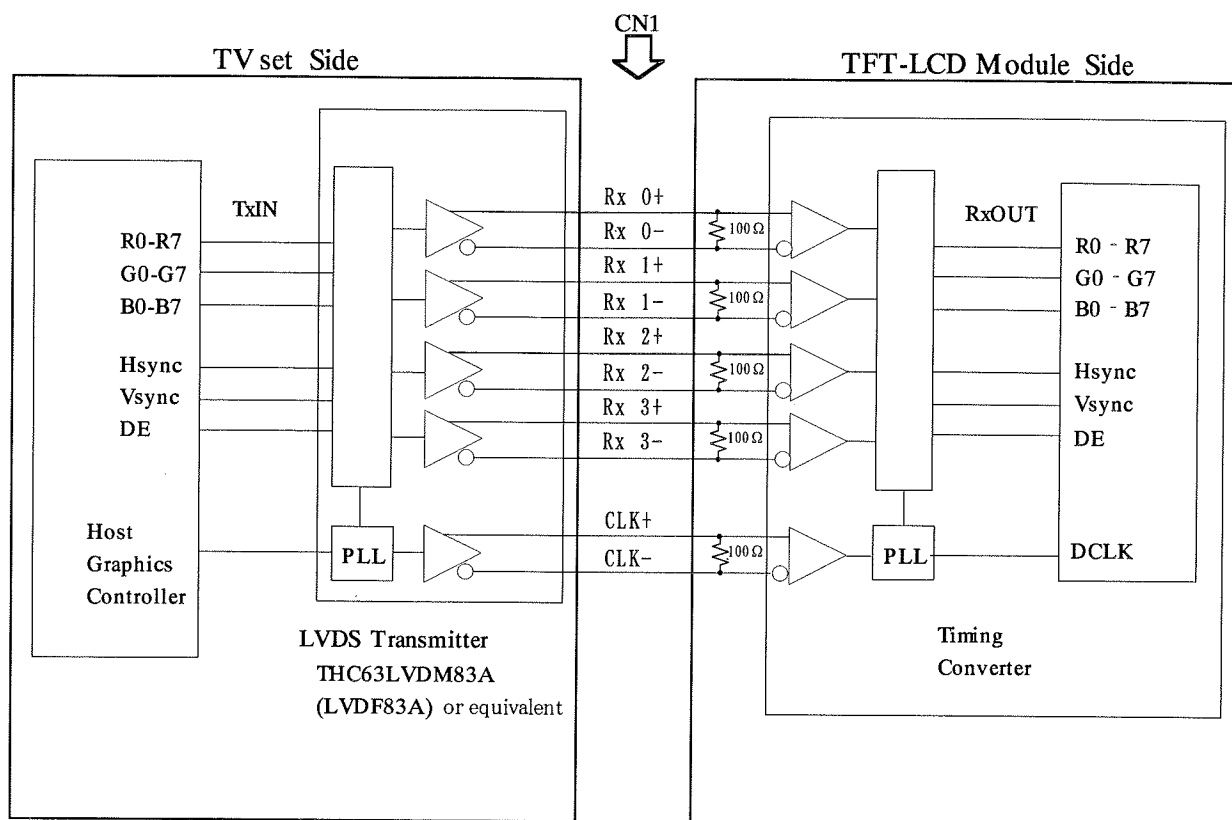 CN1
TV set Side
TFT-LCD Module Side
TxIN
R0-R7
G0-G7
B0-B7
Hsync
Vsync
DE
Host
Graphics
Controller
PLL
LVDS Transmitter
THC63LVDM83A
(LVDF83A) or equivalent
Rx 0+
Rx 0-
Rx 1+
Rx 1-
Rx 2+
Rx 2-
Rx 3+
Rx 3-
CLK+
CLK-
100Ω
100Ω
100Ω
100Ω
100Ω
RxOUT
R0 - R7
G0 - G7
B0 - B7
Hsync
Vsync
DE
DCLK
PLL
Timing
Converter